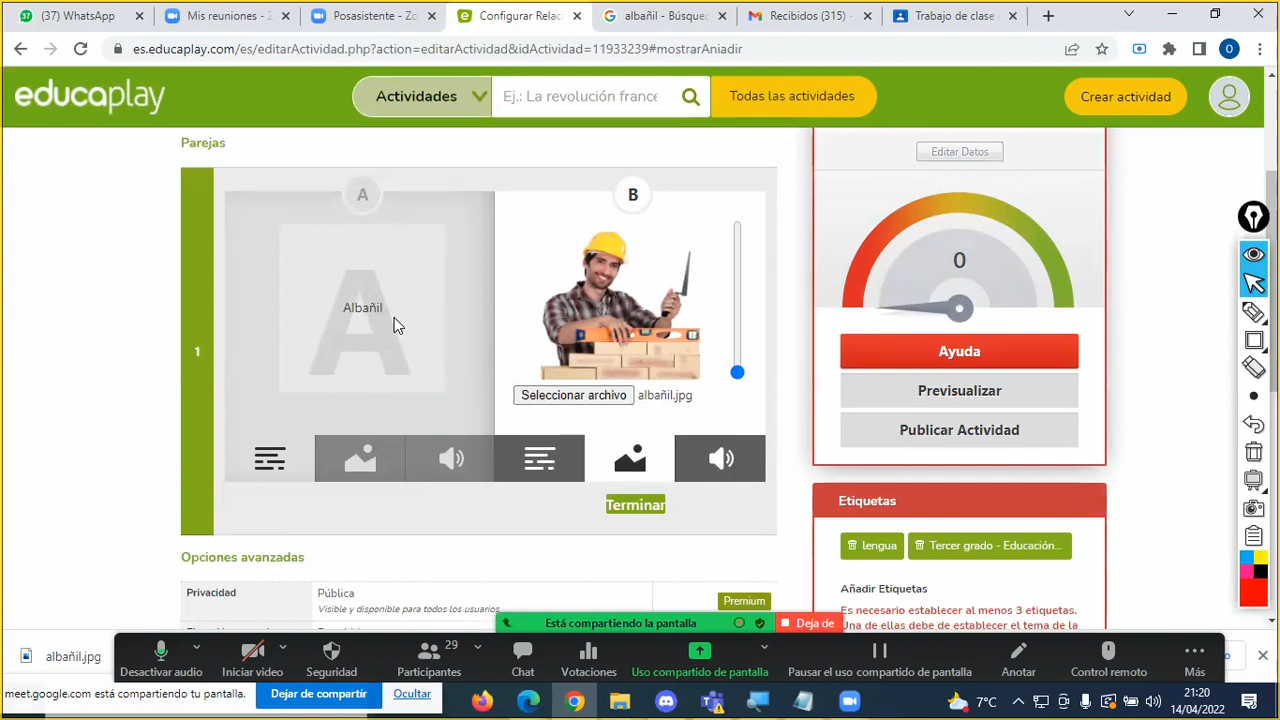 (37) WhatsApp
Mis reuniones - Z
Posasistente - Zo
Configurar Relac
albañil - Búsque
Recibidos (315) -
Trabajo de clase
es.educaplay.com/es/editarActividad.php?action=editarActividad&idActividad=11933239#mostrarAniadir
O
educaplay
Actividades
Ej.: La revolución france
Todas las actividades
Crear actividad
Parejas
Editar Datos
A
B
1
A
Albañil
0
Seleccionar archivo
albañil.jpg
Ayuda
Previsualizar
Publicar Actividad
Terminar
Etiquetas
lengua
Tercer grado - Educación...
Opciones avanzadas
Añadir Etiquetas
Privacidad
Pública
Visible y disponible para todos los usuarios
Premium
Es necesario establecer al menos 3 etiquetas.
Una de ellas debe de establecer el tema de la
Está compartiendo la pantalla
Deja de
albañil.jpg
29
Desactivar audio
Iniciar video
Seguridad
Participantes
Chat
Votaciones
Uso compartido de pantalla
Pausar el uso compartido de pantalla
Anotar
Control remoto
Más
meet.google.com está compartiendo tu pantalla.
Dejar de compartir
Ocultar
7°C
21:20
14/04/2022